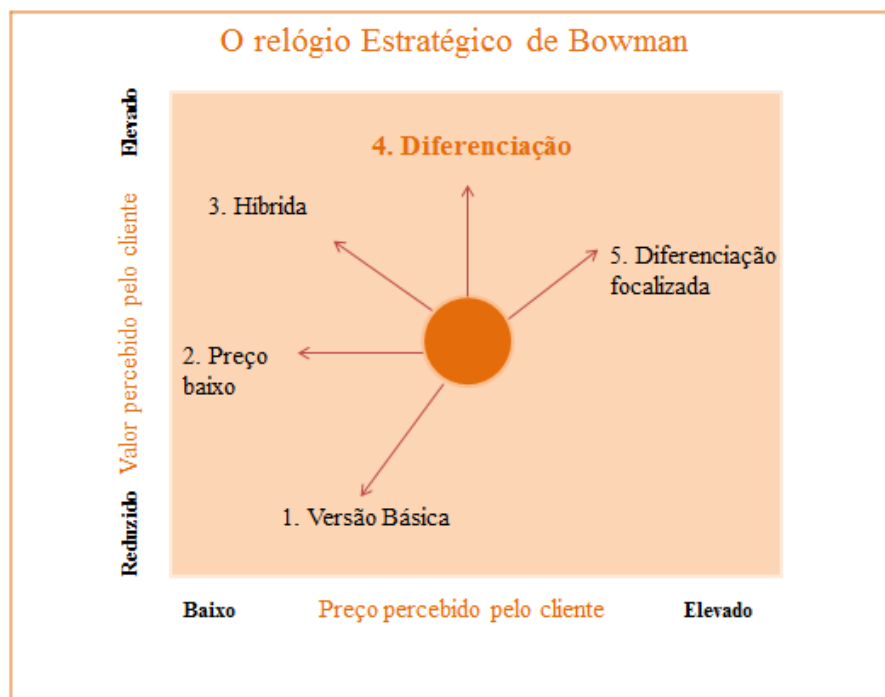 O relógio Estratégico de Bowman
Elevado
Valor percebido pelo cliente
Reduzido
4. Diferenciação
3. Híbrida
5. Diferenciação
focalizada
2. Preço
baixo
1. Versão Básica
Baixo
Preço percebido pelo cliente
Elevado